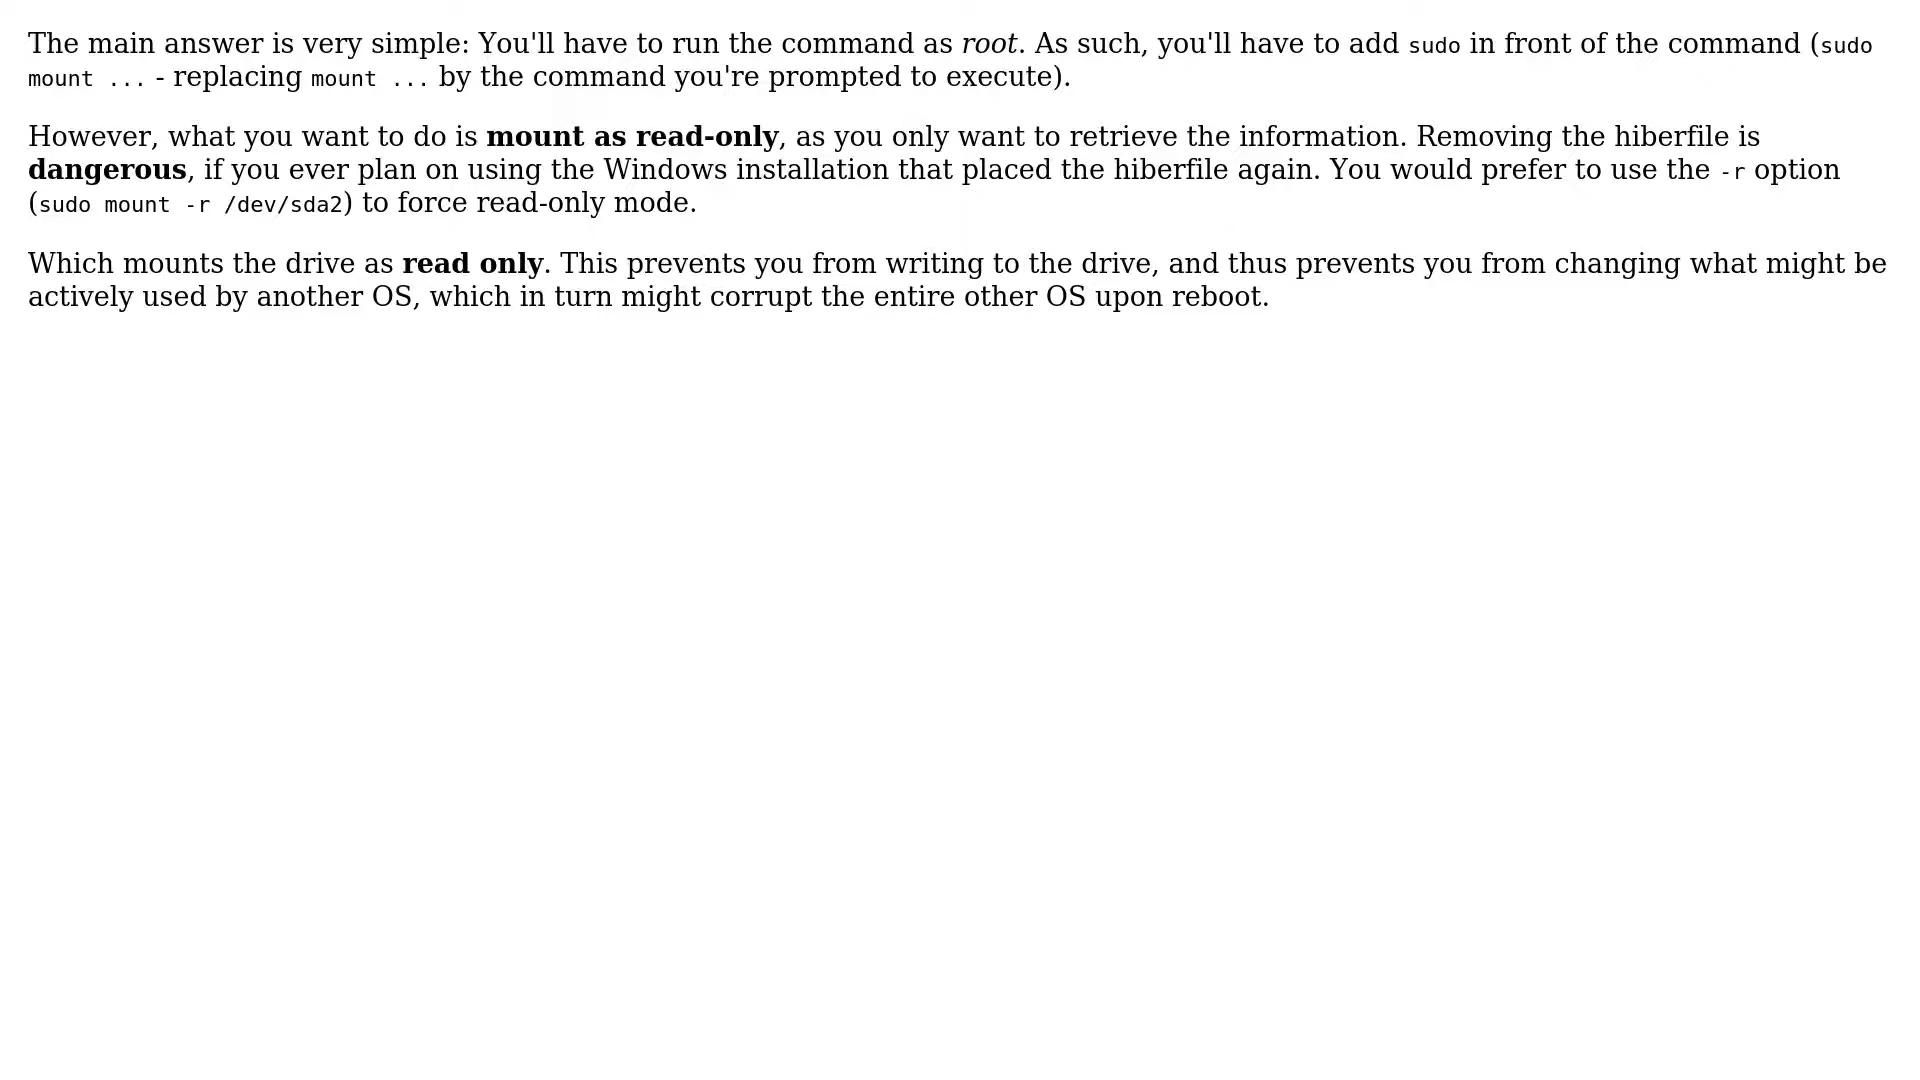 The main answer is very simple: You'll have to run the command as root. As such, you'll have to add sudo in front of the command (sudo
mount ... - replacing mount ... by the command you're prompted to execute).
However, what you want to do is mount as read-only, as you only want to retrieve the information. Removing the hiberfile is
dangerous, if you ever plan on using the Windows installation that placed the hiberfile again. You would prefer to use the -r option
(sudo mount -r /dev/sda2) to force read-only mode.
Which mounts the drive as read only. This prevents you from writing to the drive, and thus prevents you from changing what might be
actively used by another OS, which in turn might corrupt the entire other OS upon reboot.